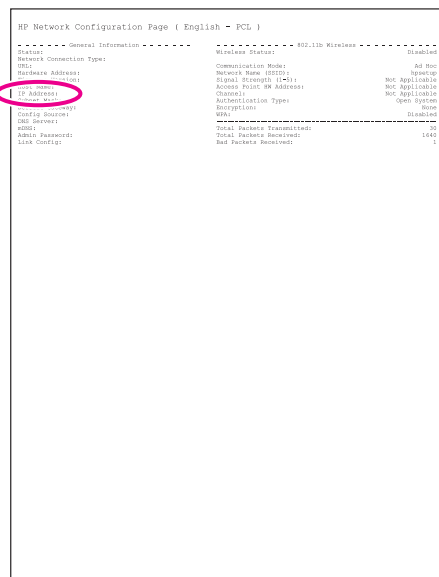 HP Network Configuration Page ( English - PCL )
- - - - - - - General Information - - - - - - -
Status:
Network Connection Type:
URL:
Hardware Address:
Host Name:
IP Address:
Config Source:
DNS Server:
mDNS:
Admin Password:
Link Config:
- - - - - - - - - - 802.11b Wireless - - - - - - - - - -
Wireless Status: Disabled
Communication Mode: Ad Hoc
Network Name (SSID): hpsetup
Signal Strength (1-5): Not Applicable
Access Point HW Address: Not Applicable
Channel: Not Applicable
Authentication Type: Open System
Encryption: None
WPA: Disabled
Total Packets Transmitted: 30
Total Packets Received: 1640
Bad Packets Received: 1